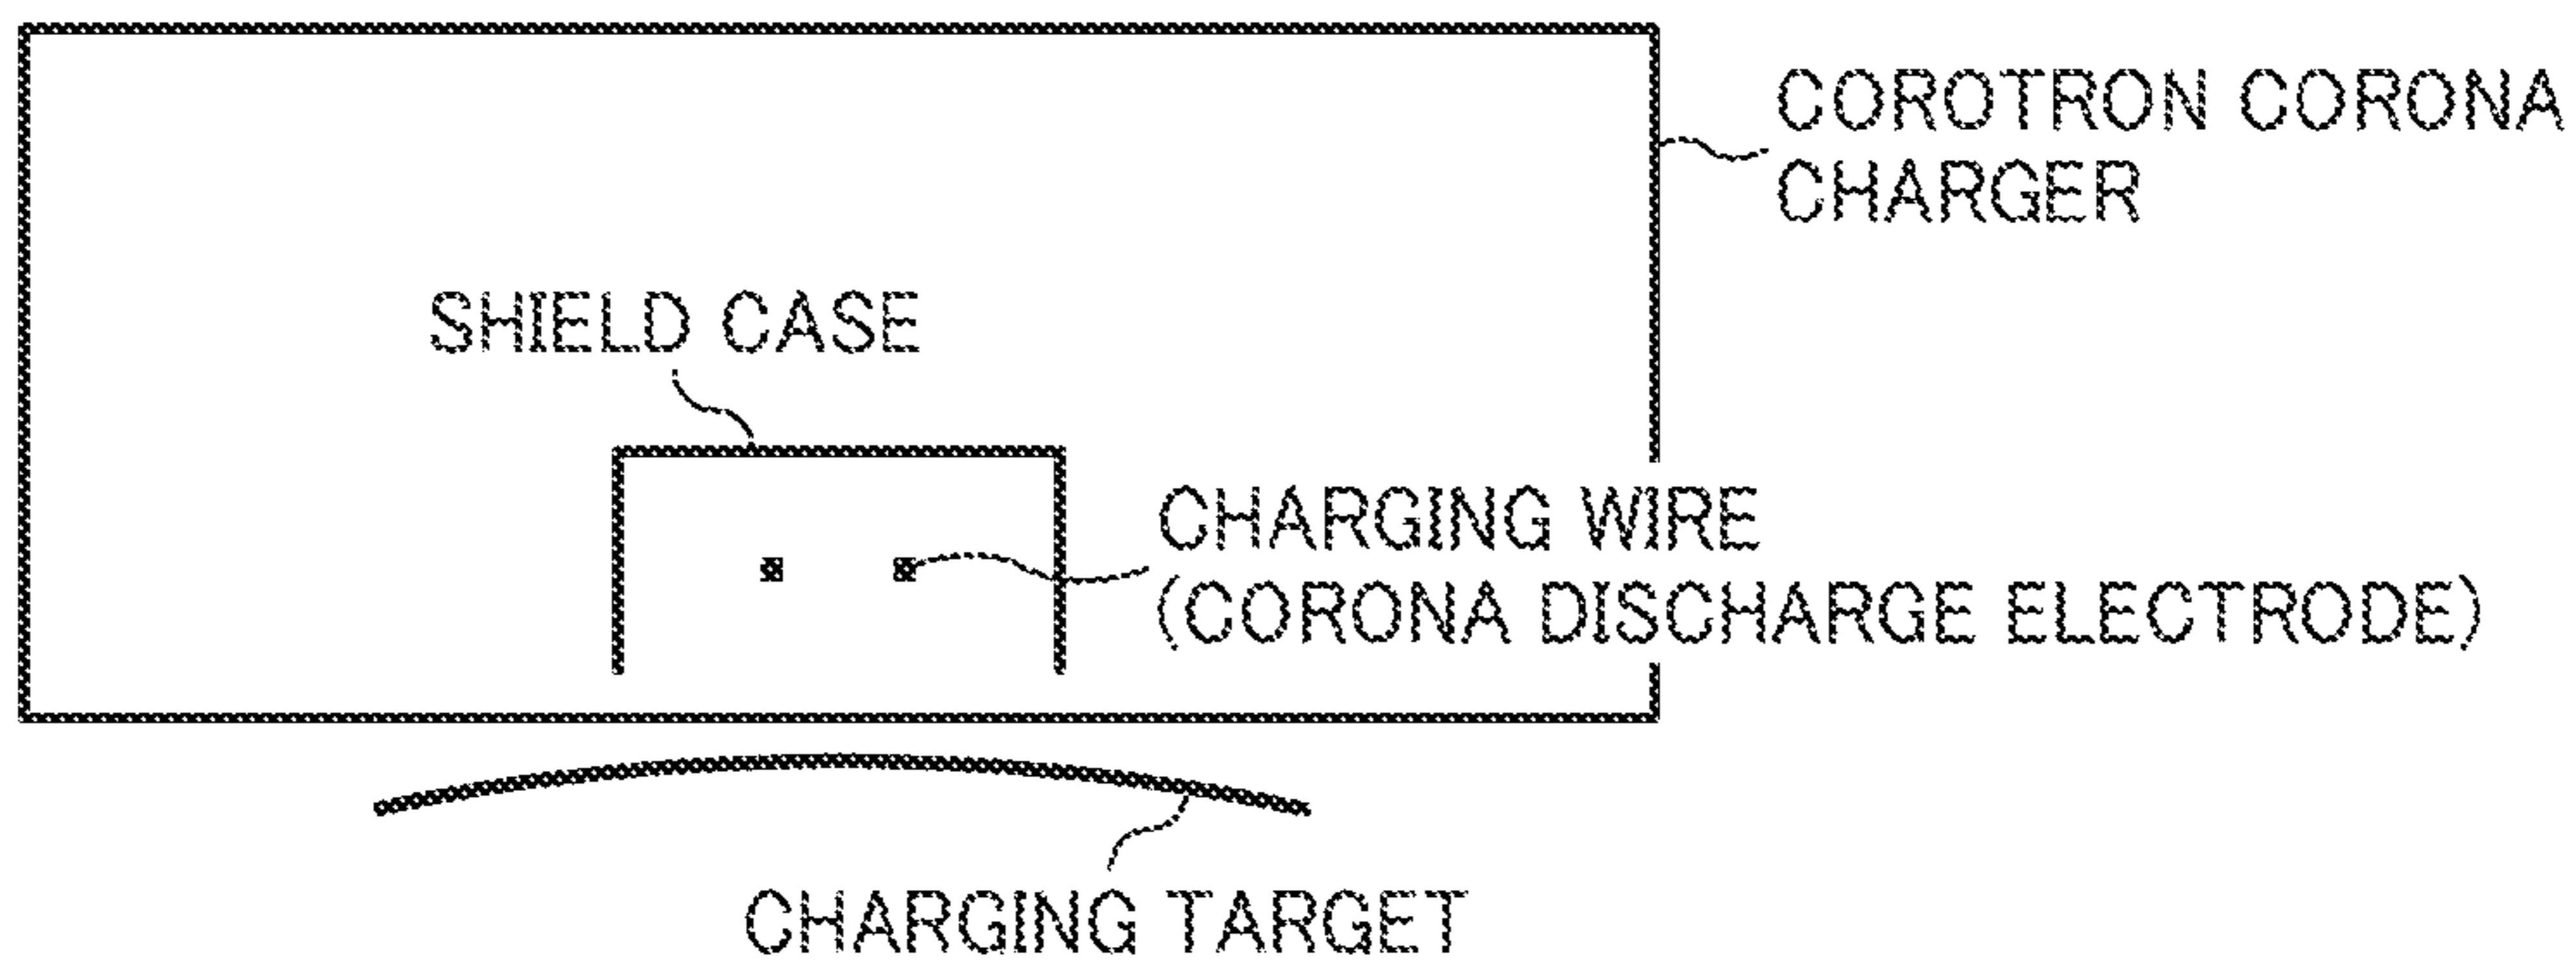 COROTRON CORONA
CHARGER
SHIELD CASE
CHARGING WIRE
(CORONA DISCHARGE ELECTRODE)
CHARGING TARGET